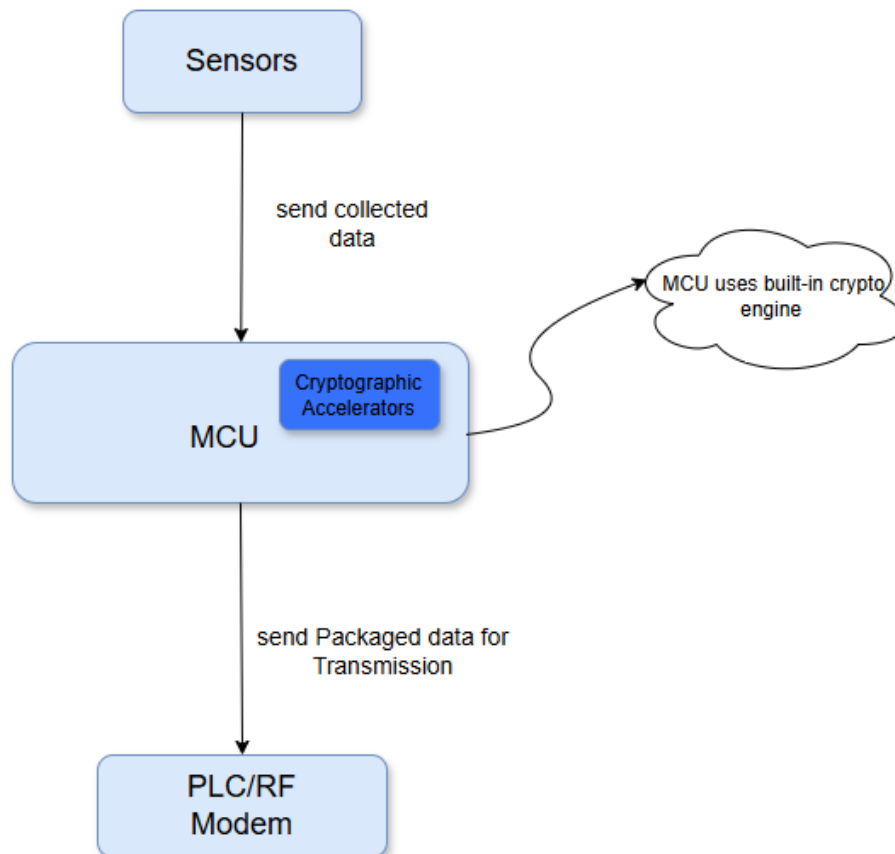 Sensors
send collected
data
MCU uses built-in crypto
engine
Cryptographic
Accelerators
MCU
send Packaged data for
Transmission
PLC/RF
Modem